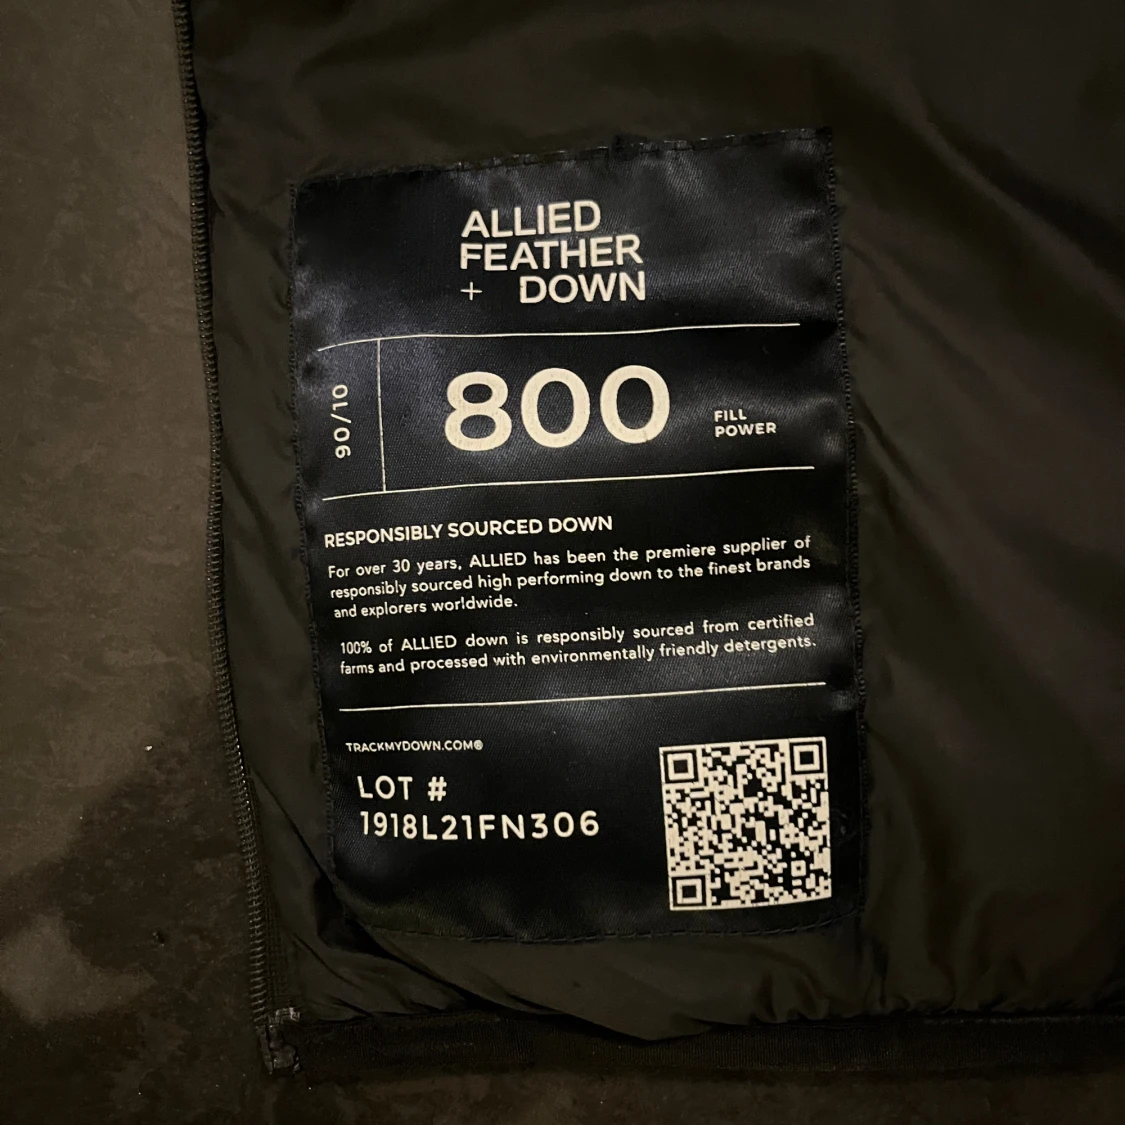 ALLIED
FEATHER
+ DOWN
90/10
800
FILL
POWER
RESPONSIBLY SOURCED DOWN
For over 30 years, ALLIED has been the premiere supplier of
responsibly sourced high performing down to the finest brands
and explorers worldwide.
100% of ALLIED down is responsibly sourced from certified
farms and processed with environmentally friendly detergents.
TRACKMYDOWN.COM®
LOT #
1918L21FN306